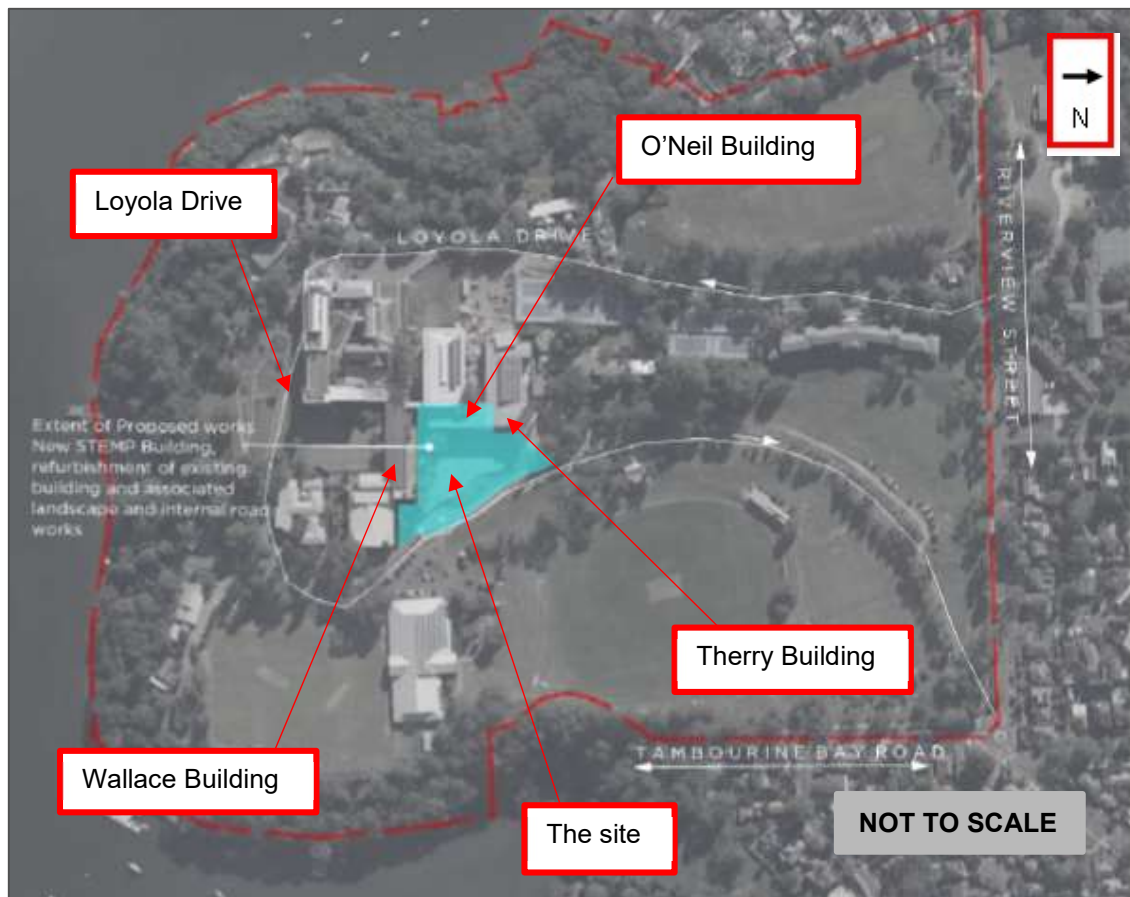 N
O'Neil Building
Loyola Drive
LOYOLA DRIVE
RIVERVIEW STREET
Extent of Proposed works
New STEMP Building,
refurbishment of existing
building and associated
landscape and internal road
works
Therry Building
Wallace Building
TAMBOURINE BAY ROAD
The site
NOT TO SCALE